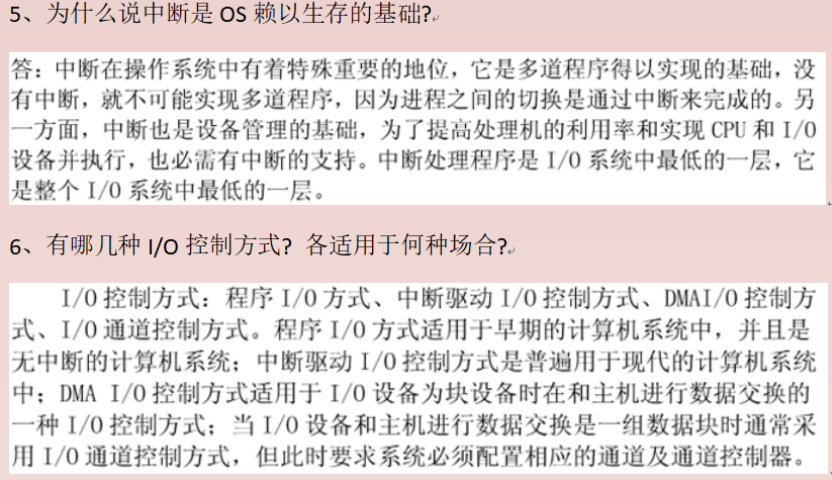 5、为什么说中断是 OS 赖以生存的基础?
答：中断在操作系统中有着特殊重要的地位，它是多道程序得以实现的基础，没
有中断，就不可能实现多道程序，因为进程之间的切换是通过中断来完成的。另
一方面，中断也是设备管理的基础，为了提高处理机的利用率和实现 CPU 和 I/O
设备并执行，也必需有中断的支持。中断处理程序是 I/O 系统中最低的一层，它
是整个 I/O 系统中最低的一层。
6、有哪几种 I/O 控制方式? 各适用于何种场合?
I/O 控制方式：程序 I/O 方式、中断驱动 I/O 控制方式、DMAI/O 控制方
式、I/O 通道控制方式。程序 I/O 方式适用于早期的计算机系统中，并且是
无中断的计算机系统；中断驱动 I/O 控制方式是普遍用于现代的计算机系统
中；DMA I/O 控制方式适用于 I/O 设备为块设备时在和主机进行数据交换的
一种 I/O 控制方式；当 I/O 设备和主机进行数据交换是一组数据块时通常采
用 I/O 通道控制方式，但此时要求系统必须配置相应的通道及通道控制器。